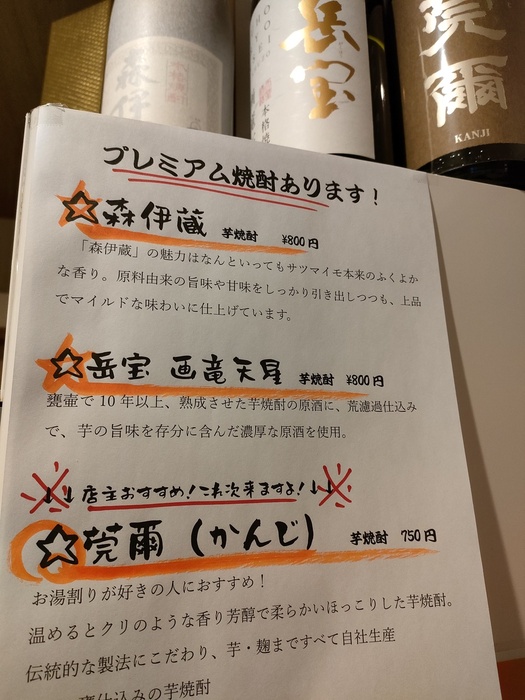 森伊
岳宝
莞爾
KANJI
プレミアム焼酎あります！
☆森伊蔵 芋焼酎 ¥800円
「森伊蔵」の魅力はなんといってもサツマイモ本来のふくよか
な香り。原料由来の旨味や甘味をしっかり引き出しつつも、上品
でマイルドな味わいに仕上げています。
☆岳宝 画竜天星 芋焼酎 ¥800円
甕壷で10年以上、熟成させた芋焼酎の原酒に、荒濾過仕込み
で、芋の旨味を存分に含んだ濃厚な原酒を使用。
↓↓店主おすすめ！これ次来ますよ！↓↓
☆莞爾（かんじ） 芋焼酎 750円
お湯割りが好きの人におすすめ！
温めるとクリのような香り芳醇で柔らかいほっこりした芋焼酎。
伝統的な製法にこだわり、芋・麹まですべて自社生産
甕仕込みの芋焼酎